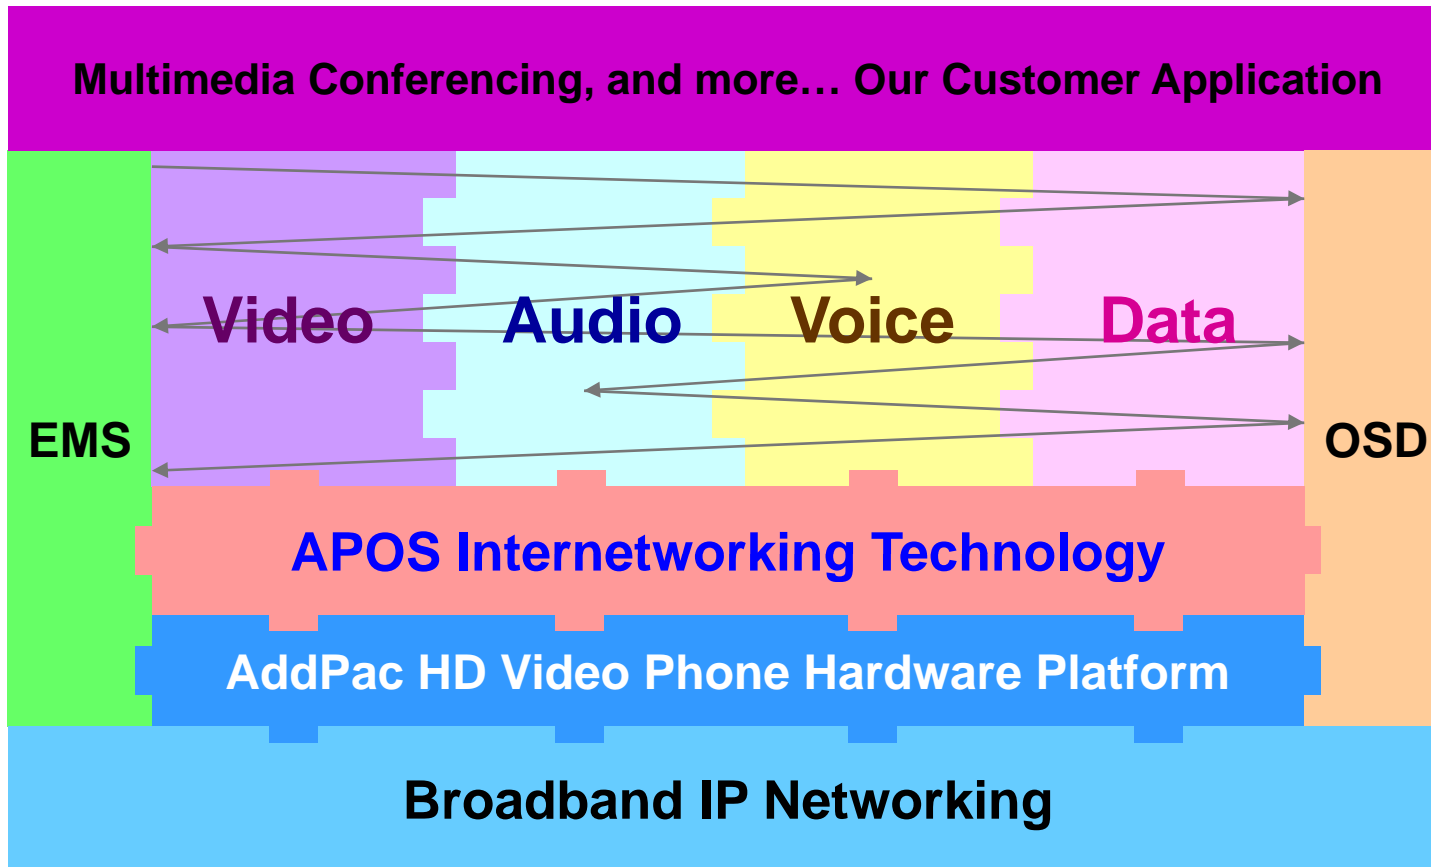 Multimedia Conferencing, and more… Our Customer Application
Video Audio Voice Data
EMS
OSD
APOS Internetworking Technology
AddPac HD Video Phone Hardware Platform
Broadband IP Networking